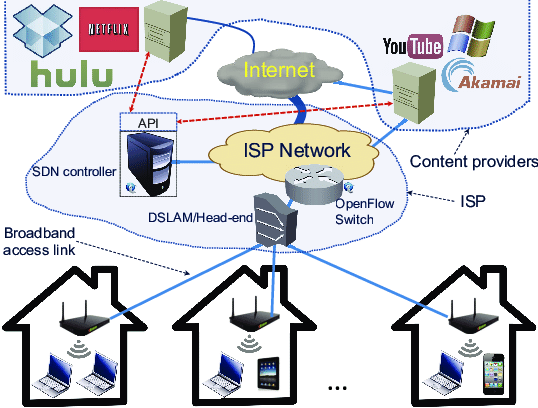 NETFLIX
hulu
Internet
YouTube
Akamai
API
ISP Network
SDN controller
Content providers
DSLAM/Head-end
OpenFlow
Switch
ISP
Broadband
access link
...